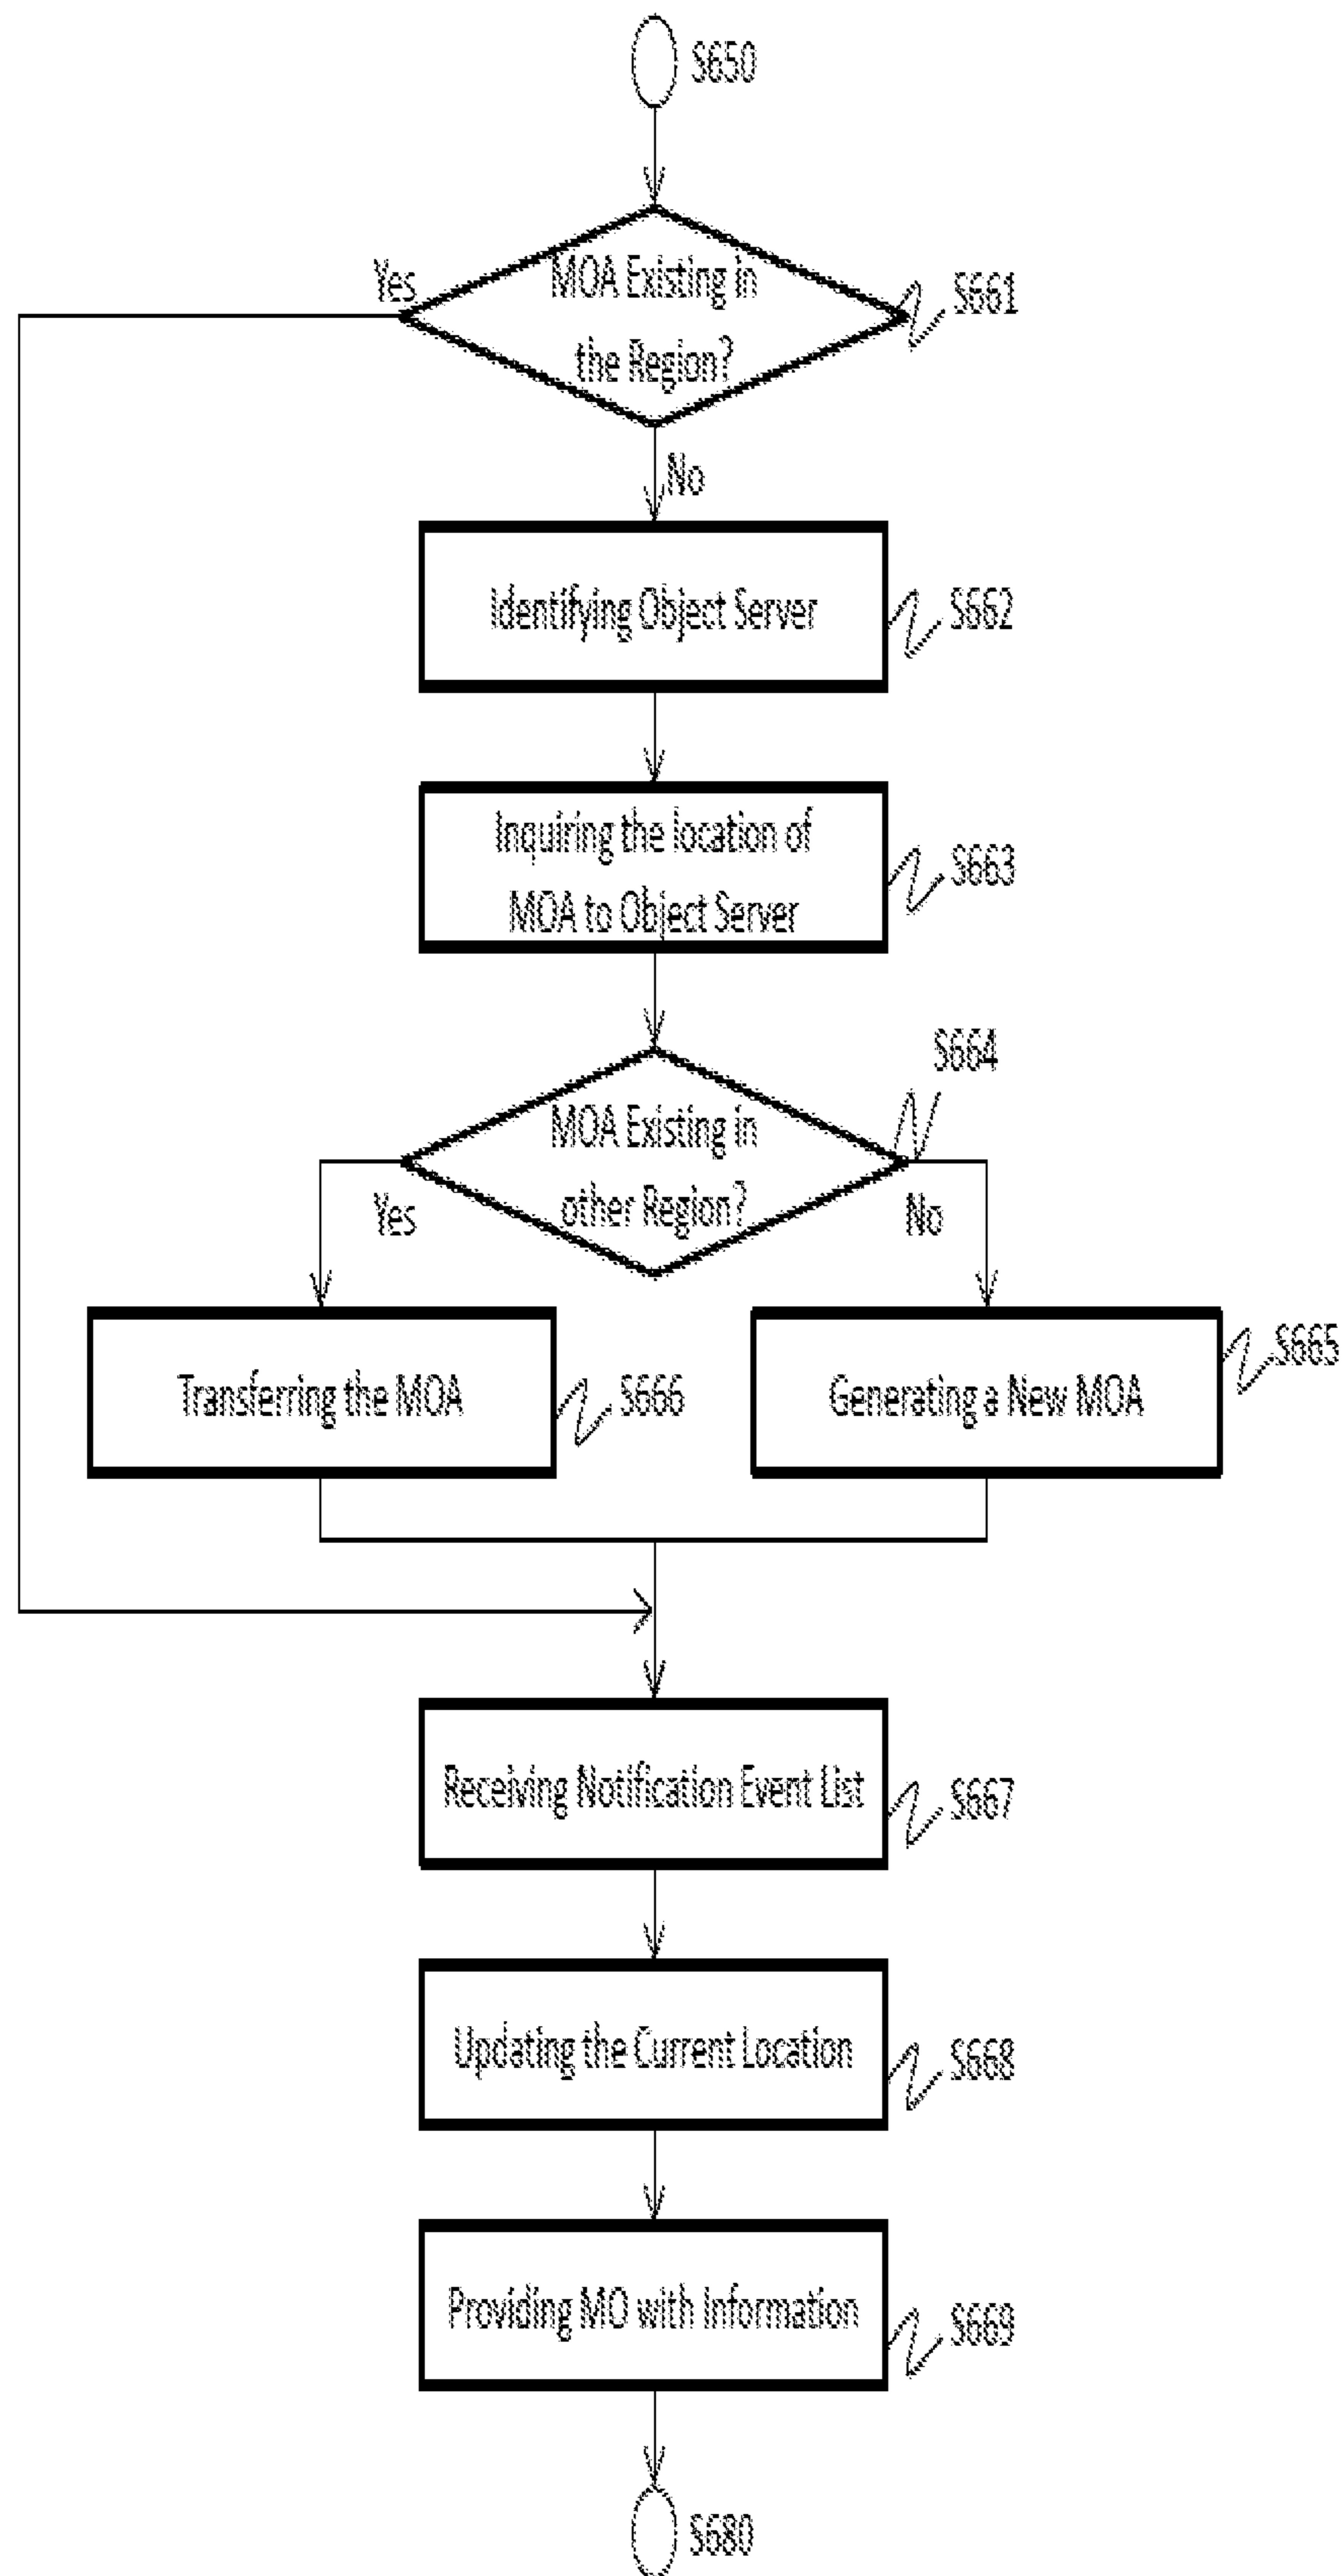 S650
MOA Existing in
the Region?
S661
Yes
No
Identifying Object Server
S662
Inquiring the location of
MOA to Object Server
S663
S664
MOA Existing in
other Region?
Yes
No
Transferring the MOA
S666
Generating a New MOA
S665
Receiving Notification Event List
S667
Updating the Current Location
S668
Providing MO with Information
S669
S680